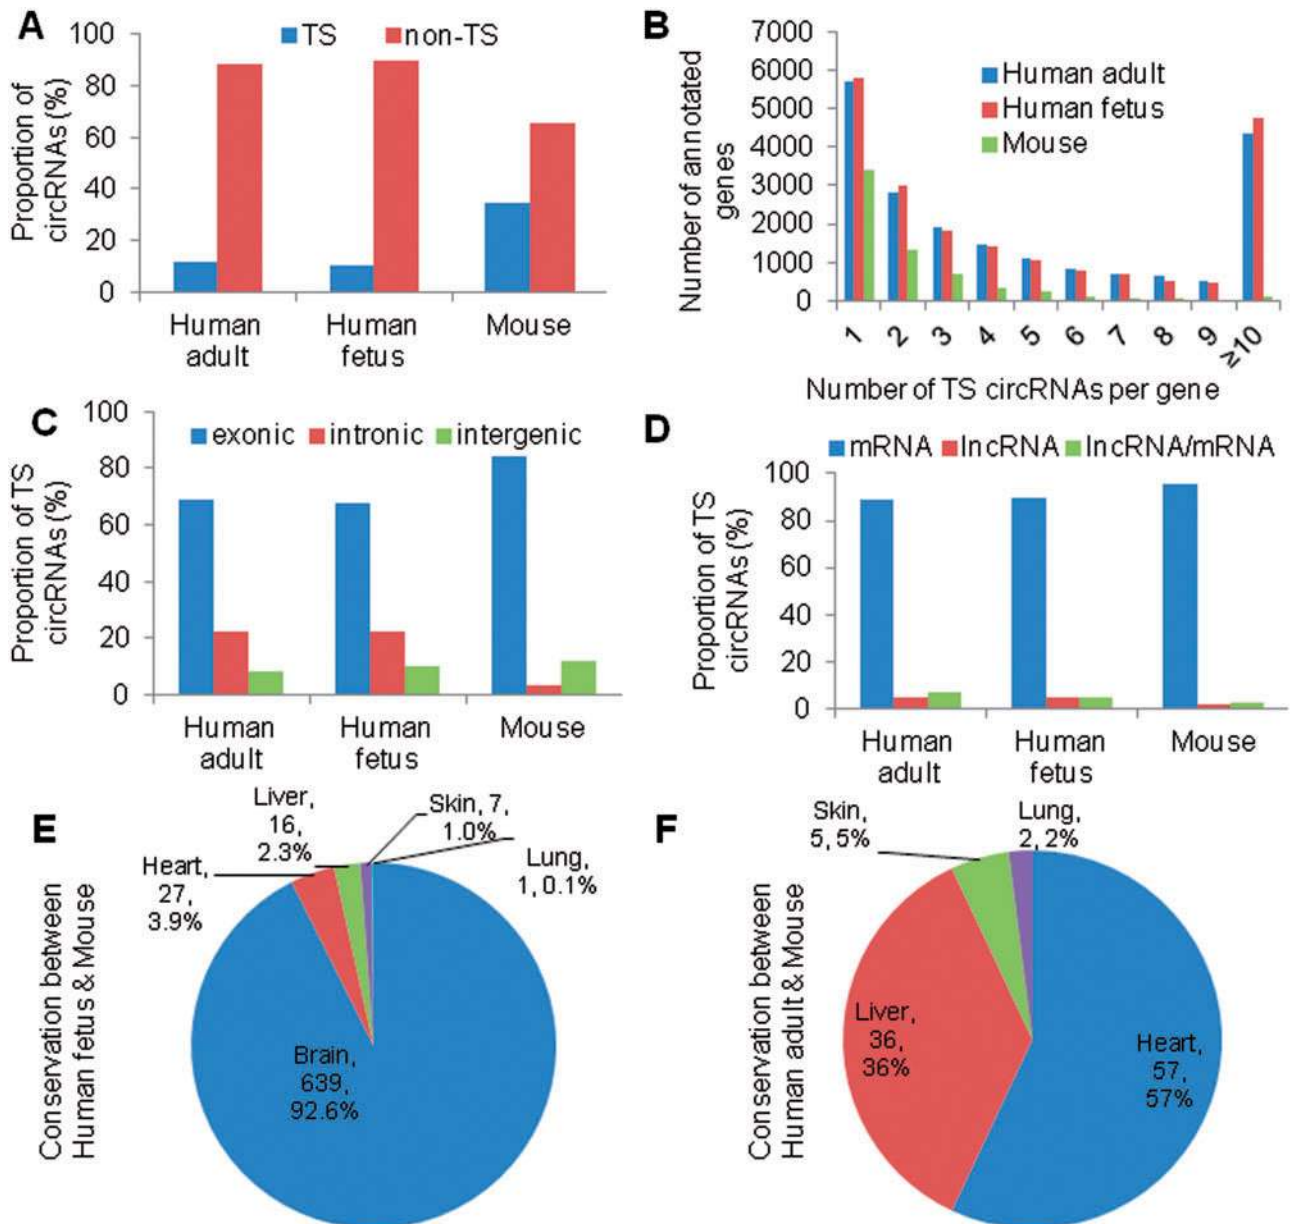 A
Proportion of
circRNAs (%)
100
80
60
40
20
0
TS
non-TS
Human
adult
Human
fetus
Mouse
B
Number of annotated
genes
7000
6000
5000
4000
3000
2000
1000
0
Human adult
Human fetus
Mouse
1
2
3
4
5
6
7
8
9
≥10
Number of TS circRNAs per gene
C
Proportion of TS
circRNAs (%)
100
80
60
40
20
0
exonic
intronic
intergenic
Human
adult
Human
fetus
Mouse
D
Proportion of TS
circRNAs (%)
mRNA
lncRNA
lncRNA/mRNA
100
80
60
40
20
0
Human
adult
Human
fetus
Mouse
E
Conservation between
Human fetus & Mouse
Liver,
16,
2.3%
Skin, 7,
1.0%
Heart,
27,
3.9%
Lung,
1, 0.1%
Brain,
639,
92.6%
F
Conservation between
Human adult & Mouse
Skin,
5, 5%
Lung,
2, 2%
Liver,
36,
36%
Heart,
57,
57%